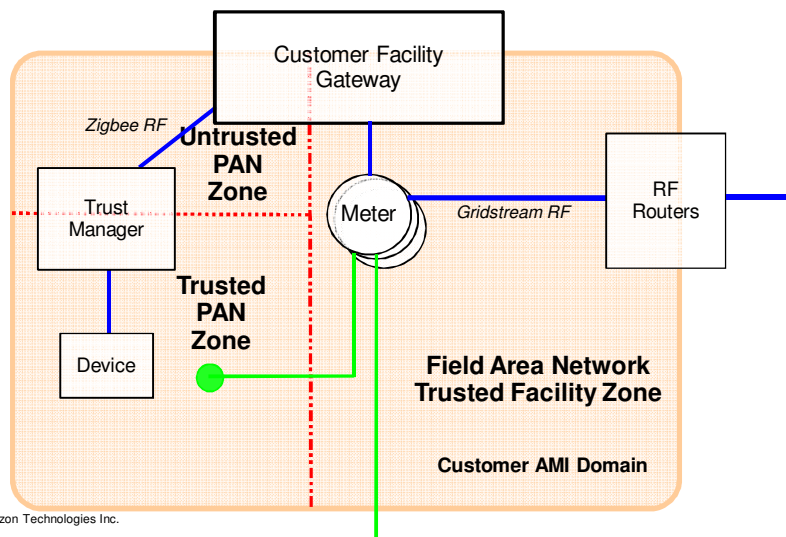 Customer Facility
Gateway
Zigbee RF
Untrusted
PAN
Zone
Trust
Manager
Meter
Gridstream RF
RF
Routers
Trusted
PAN
Zone
Device
Field Area Network
Trusted Facility Zone
Customer AMI Domain
zon Technologies Inc.